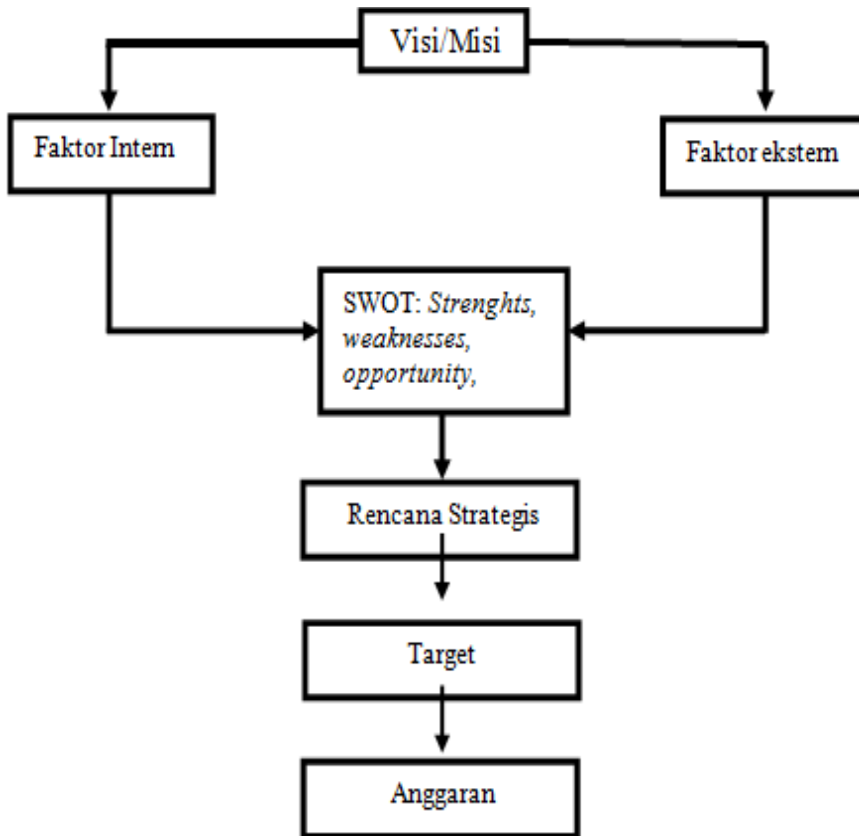 Visi/Misi
Faktor Intern
Faktor ekstern
SWOT: Strenghts,
weaknesses,
opportunity,
Rencana Strategis
Target
Anggaran